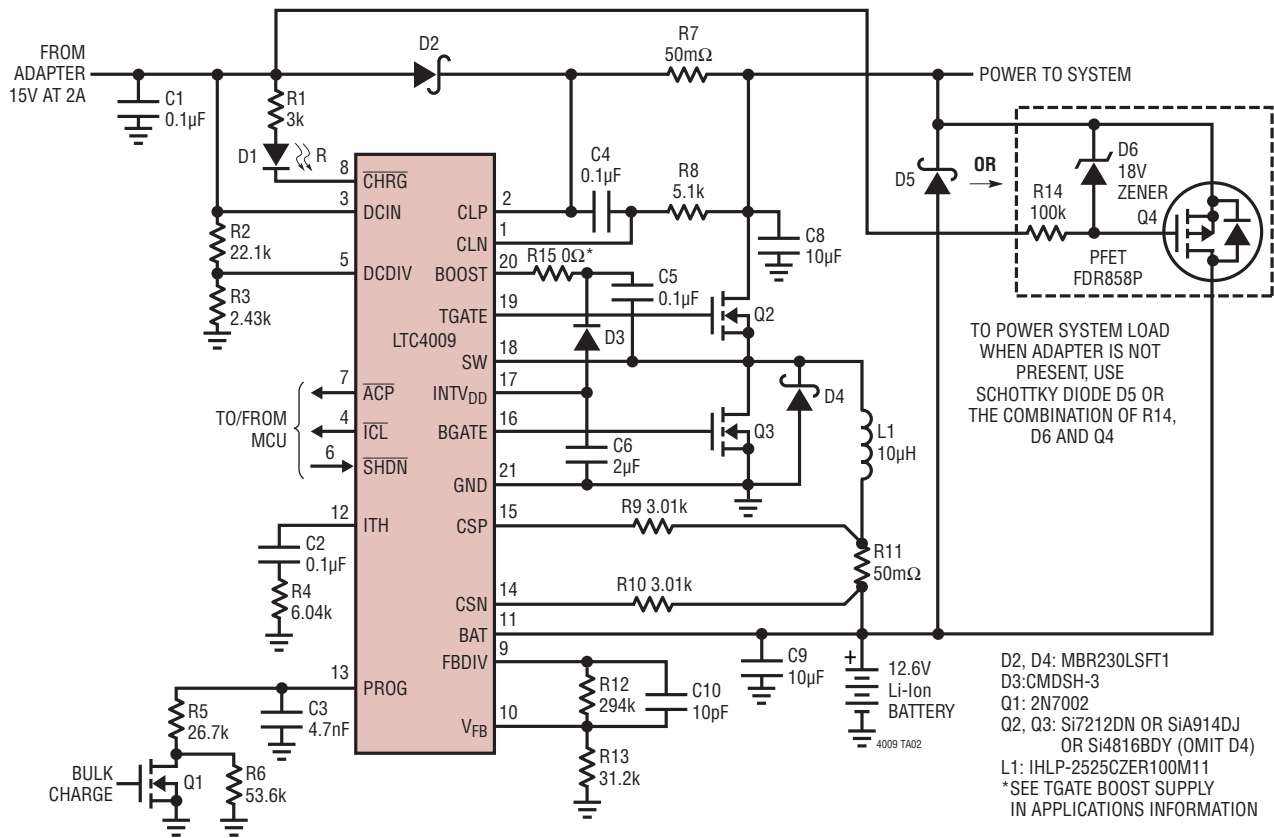 FROM
ADAPTER
15V AT 2A
C1
0.1µF
R1
3k
D1
R
D2
R7
50mΩ
POWER TO SYSTEM
C4
0.1µF
R8
5.1k
C8
10µF
D5
OR
R14
100k
D6
18V
ZENER
Q4
PFET
FDR858P
TO POWER SYSTEM LOAD
WHEN ADAPTER IS NOT
PRESENT, USE
SCHOTTKY DIODE D5 OR
THE COMBINATION OF R14,
D6 AND Q4
R2
22.1k
R3
2.43k
8
CHRG
3
DCIN
5
DCDIV
LTC4009
7
ACP
4
ICL
6
SHDN
TO/FROM
MCU
12
ITH
C2
0.1µF
R4
6.04k
13
PROG
R5
26.7k
C3
4.7nF
BULK
CHARGE
Q1
R6
53.6k
CLP
2
CLN
1
BOOST
20
R15 0Ω*
C5
0.1µF
TGATE
19
Q2
D3
SW
18
INTVDD
17
D4
BGATE
16
Q3
C6
2µF
L1
10µH
GND
21
CSP
15
R9 3.01k
R11
50mΩ
CSN
14
R10 3.01k
BAT
11
FBDIV
9
R12
294k
C10
10pF
VFB
10
R13
31.2k
C9
10µF
+
12.6V
Li-Ion
BATTERY
4009 TA02
D2, D4: MBR230LSFT1
D3:CMDSH-3
Q1: 2N7002
Q2, Q3: Si7212DN OR SiA914DJ
OR Si4816BDY (OMIT D4)
L1: IHLP-2525CZER100M11
*SEE TGATE BOOST SUPPLY
IN APPLICATIONS INFORMATION